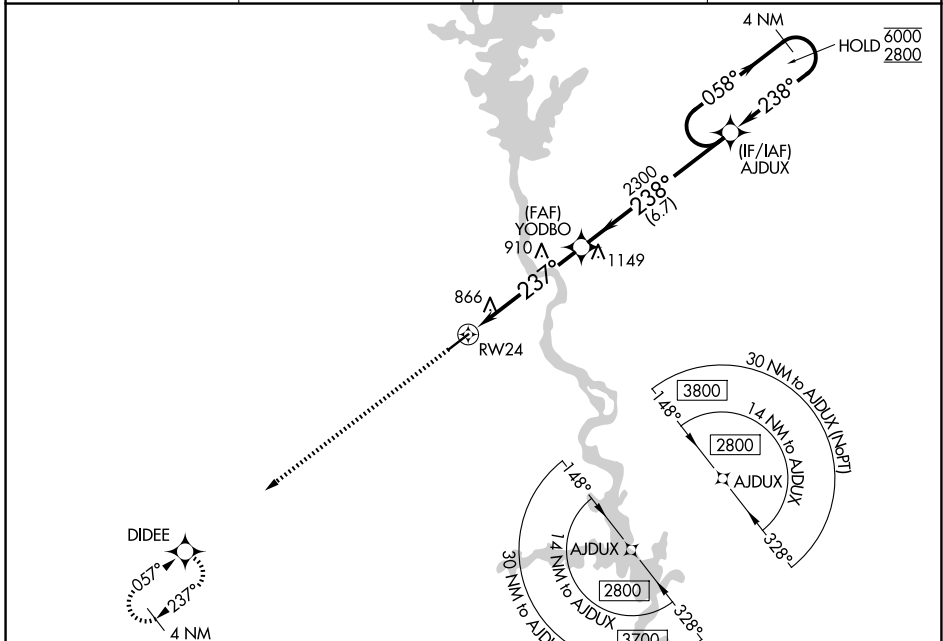 4 NM
HOLD 6000
2800
058°
238°
(IF/IAF)
AJDUX
2300
238°
(6.7)
(FAF)
YODBO
910
1149
237°
866
RW24
30 NM to AJDUX (NoPT)
3800
148°
14 NM to AJDUX
2800
AJDUX
328°
148°
AJDUX
14 NM to AJDUX
2800
30 NM to AJDU
328°
3700
DIDEE
057°
237°
4 NM